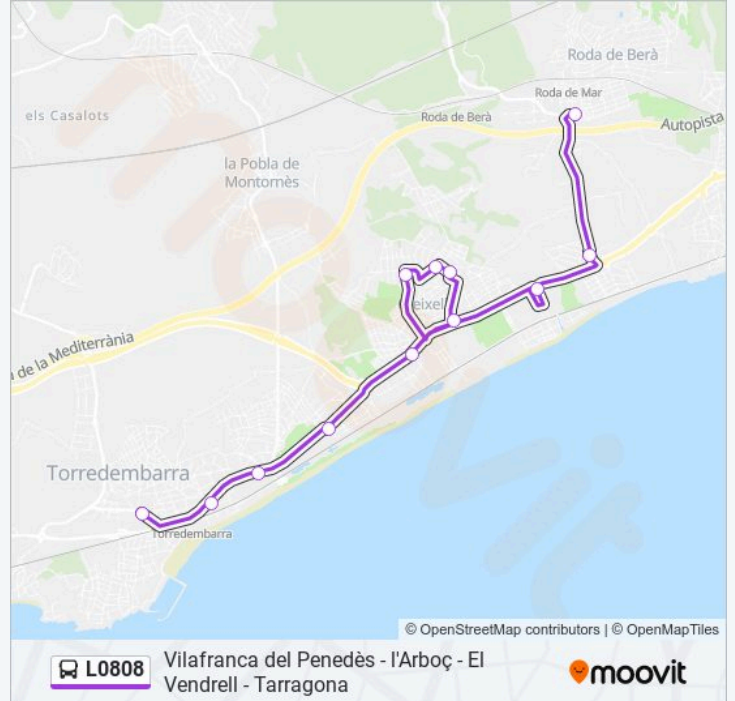 Roda de Berà
Roda de Mar
els Casalots
Roda de Berà
Autopista
la Pobla de
Montornès
eixell
l de la Mediterrània
Torredembarra
Torredembarra
© OpenStreetMap contributors | © OpenMapTiles
L0808
Vilafranca del Penedès - l'Arboç - El
Vendrell - Tarragona
moovit